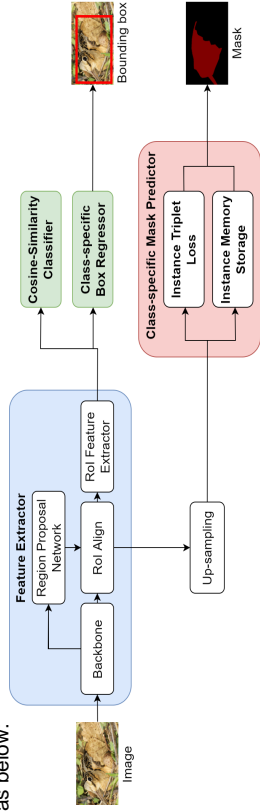 as below.
Image
Feature Extractor
Backbone
Region Proposal
Network
RoI Align
RoI Feature
Extractor
Cosine-Similarity
Classifier
Class-specific
Box Regressor
Bounding box
Up-sampling
Class-specific Mask Predictor
Instance Triplet
Loss
Instance Memory
Storage
Mask